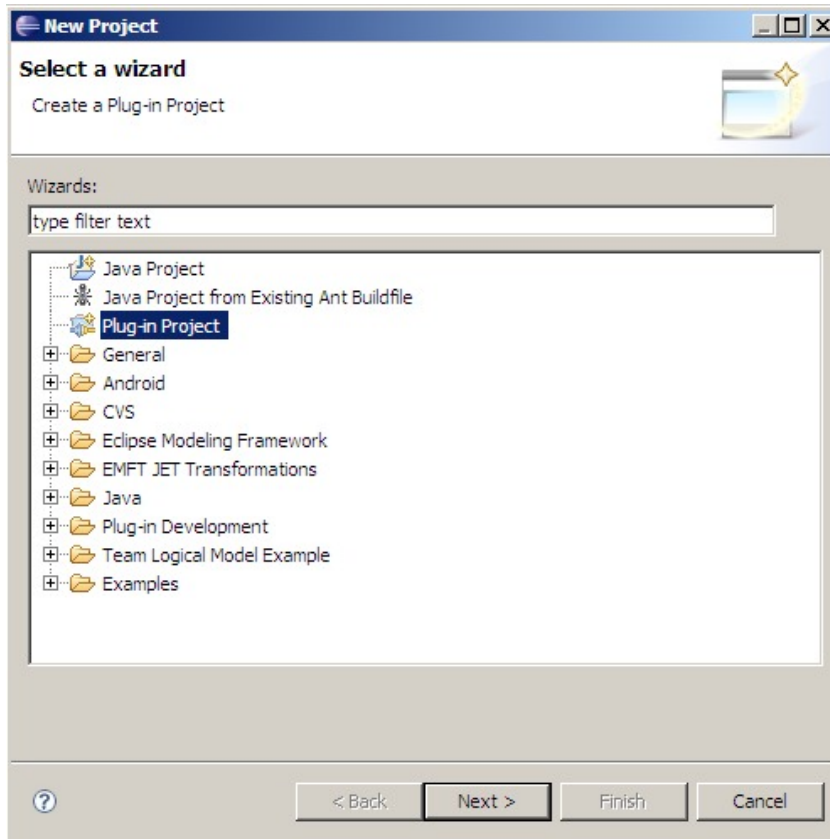 New Project
Select a wizard
Create a Plug-in Project
Wizards:
type filter text
Java Project
Java Project from Existing Ant Buildfile
Plug-in Project
General
Android
CVS
Eclipse Modeling Framework
EMFT JET Transformations
Java
Plug-in Development
Team Logical Model Example
Examples
? < Back Next > Finish Cancel